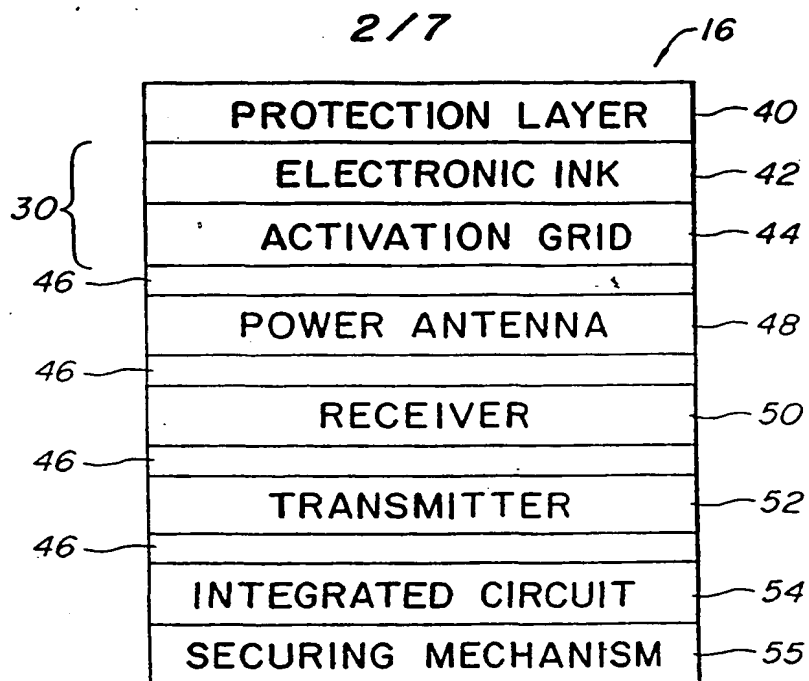 2/7
16
PROTECTION LAYER 40
ELECTRONIC INK 42
30
ACTIVATION GRID 44
46
POWER ANTENNA 48
46
RECEIVER 50
46
TRANSMITTER 52
46
INTEGRATED CIRCUIT 54
SECURING MECHANISM 55